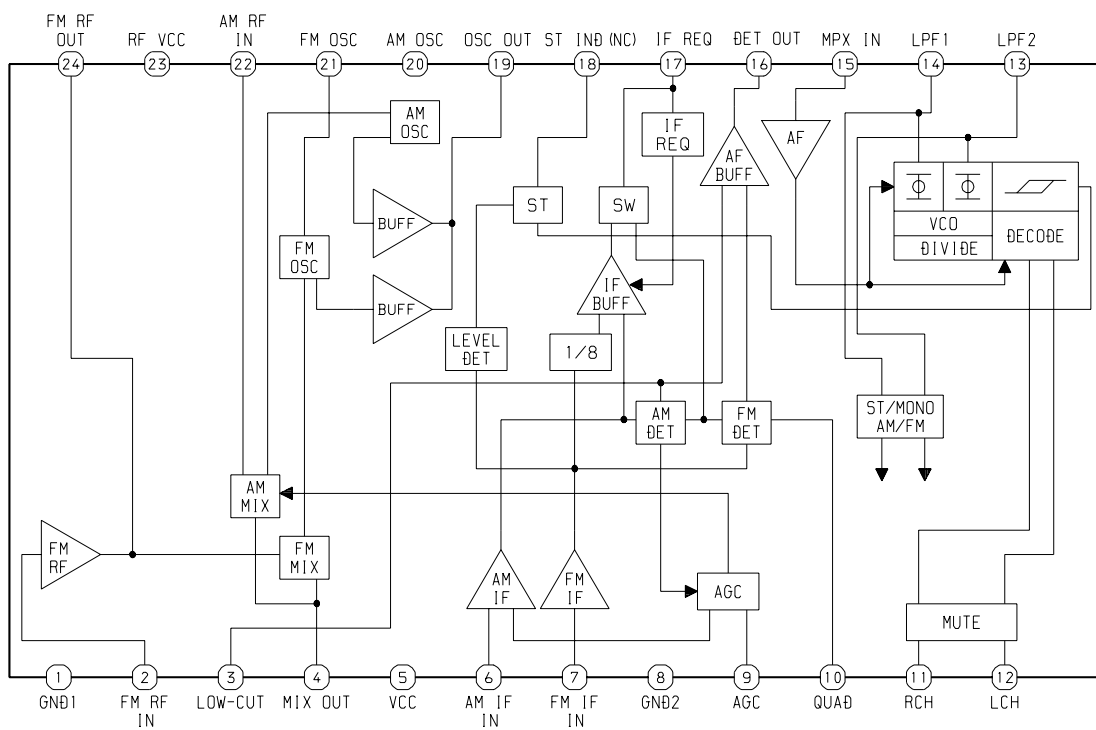 FM RF OUT
RF VCC
AM RF IN
FM OSC
AM OSC
OSC OUT
ST IND (NC)
IF REQ
DET OUT
MPX IN
LPF1
LPF2
24
23
22
21
20
19
18
17
16
15
14
13
AM OSC
IF REQ
AF
AF BUFF
BUFF
ST
SW
VCO
DIVIDE
DECODE
FM OSC
BUFF
IF BUFF
LEVEL DET
1/8
AM DET
FM DET
ST/MONO AM/FM
AM MIX
FM RF
FM MIX
AM IF
FM IF
AGC
MUTE
1
2
3
4
5
6
7
8
9
10
11
12
GND1
FM RF IN
LOW-CUT
MIX OUT
VCC
AM IF IN
FM IF IN
GND2
AGC
QUAD
RCH
LCH